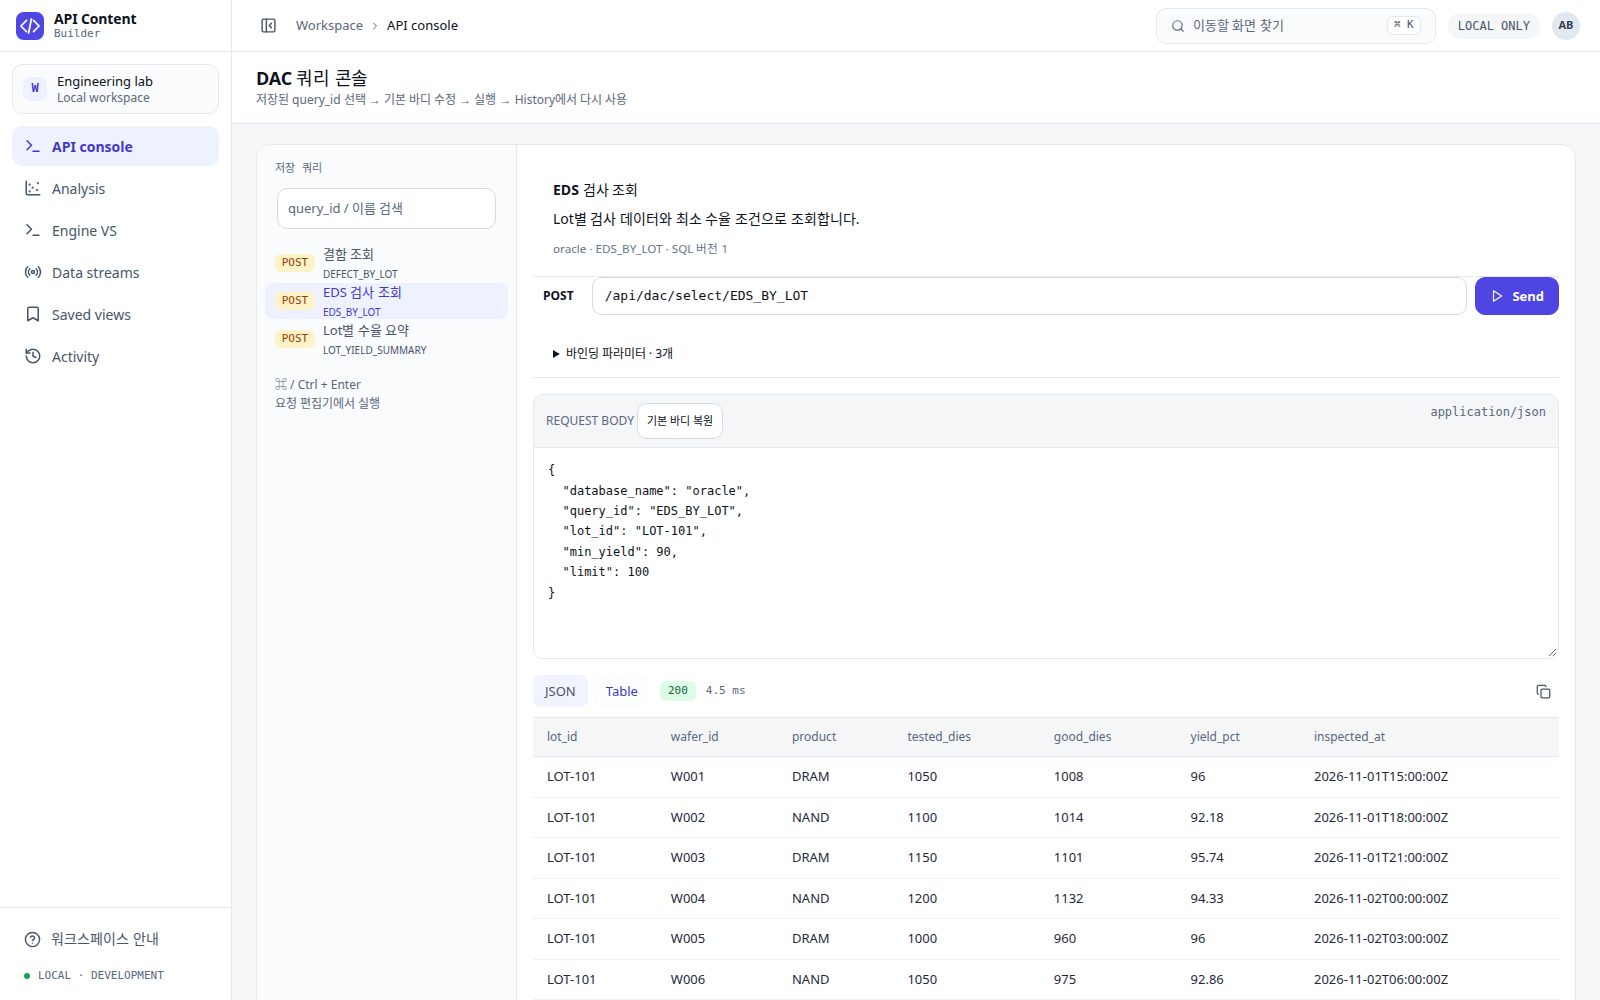 API Content
Builder
Workspace > API console
이동할 화면 찾기
⌘ K
LOCAL ONLY
AB
W
Engineering lab
Local workspace
API console
Analysis
Engine VS
Data streams
Saved views
Activity
워크스페이스 안내
LOCAL · DEVELOPMENT
DAC 쿼리 콘솔
저장된 query_id 선택 → 기본 바디 수정 → 실행 → History에서 다시 사용
저장 쿼리
query_id / 이름 검색
POST 결함 조회
DEFECT_BY_LOT
POST EDS 검사 조회
EDS_BY_LOT
POST Lot별 수율 요약
LOT_YIELD_SUMMARY
⌘ / Ctrl + Enter
요청 편집기에서 실행
EDS 검사 조회
Lot별 검사 데이터와 최소 수율 조건으로 조회합니다.
oracle · EDS_BY_LOT · SQL 버전 1
POST /api/dac/select/EDS_BY_LOT Send
▶ 바인딩 파라미터 · 3개
REQUEST BODY 기본 바디 복원 application/json
{
"database_name": "oracle",
"query_id": "EDS_BY_LOT",
"lot_id": "LOT-101",
"min_yield": 90,
"limit": 100
}
JSON Table 200 4.5 ms
lot_id wafer_id product tested_dies good_dies yield_pct inspected_at
LOT-101 W001 DRAM 1050 1008 96 2026-11-01T15:00:00Z
LOT-101 W002 NAND 1100 1014 92.18 2026-11-01T18:00:00Z
LOT-101 W003 DRAM 1150 1101 95.74 2026-11-01T21:00:00Z
LOT-101 W004 NAND 1200 1132 94.33 2026-11-02T00:00:00Z
LOT-101 W005 DRAM 1000 960 96 2026-11-02T03:00:00Z
LOT-101 W006 NAND 1050 975 92.86 2026-11-02T06:00:00Z